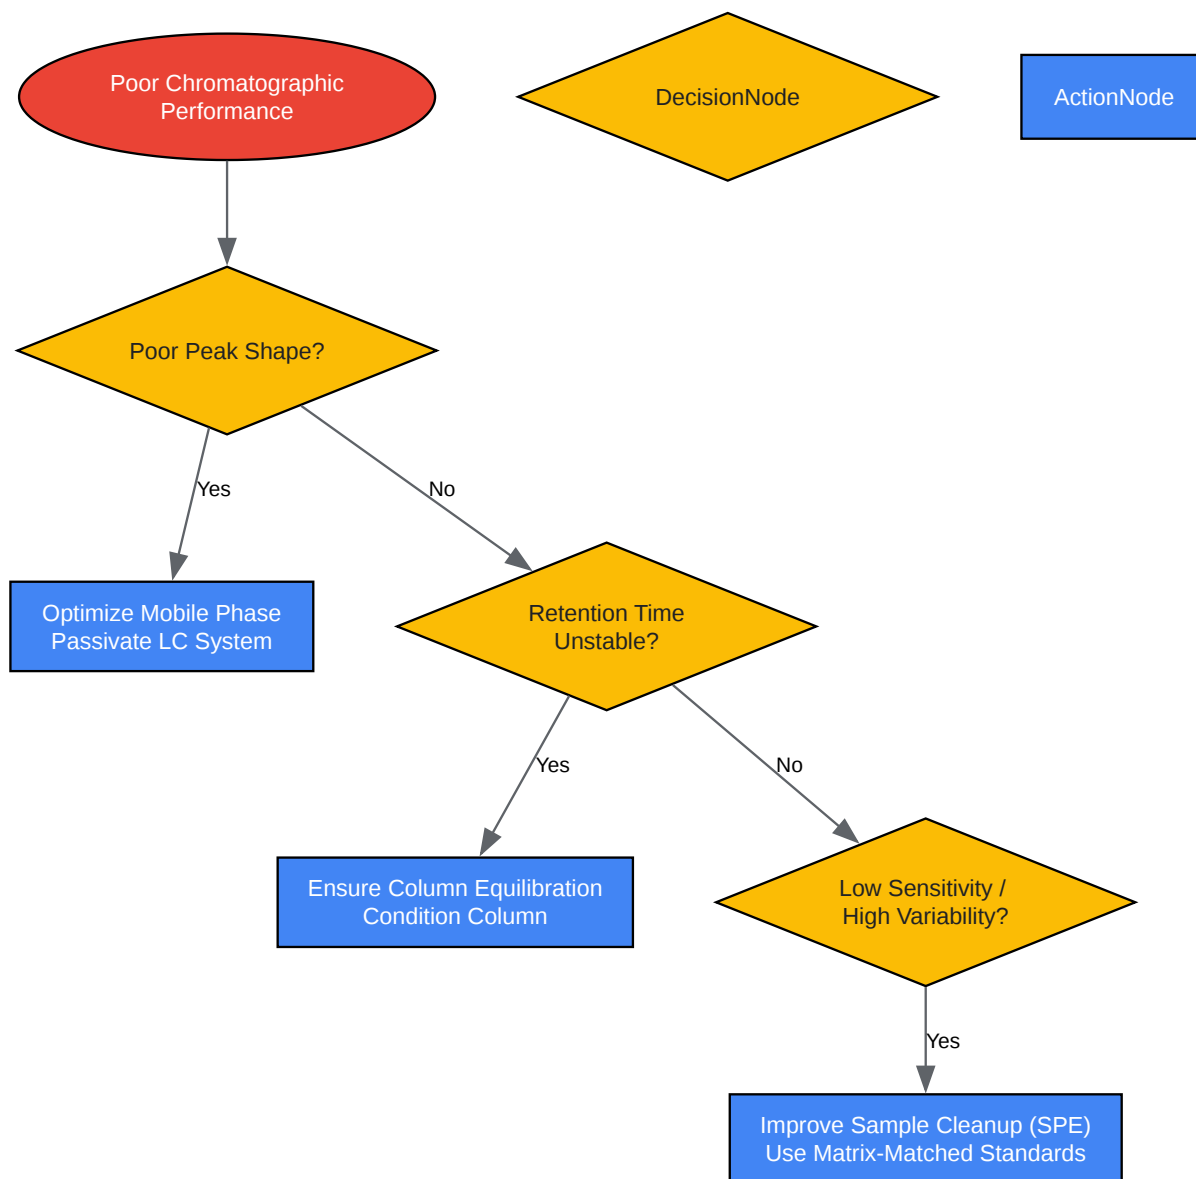 Poor Chromatographic
Performance
DecisionNode
ActionNode
Poor Peak Shape?
Yes
No
Optimize Mobile Phase
Passivate LC System
Retention Time
Unstable?
Yes
No
Ensure Column Equilibration
Condition Column
Low Sensitivity /
High Variability?
Yes
Improve Sample Cleanup (SPE)
Use Matrix-Matched Standards